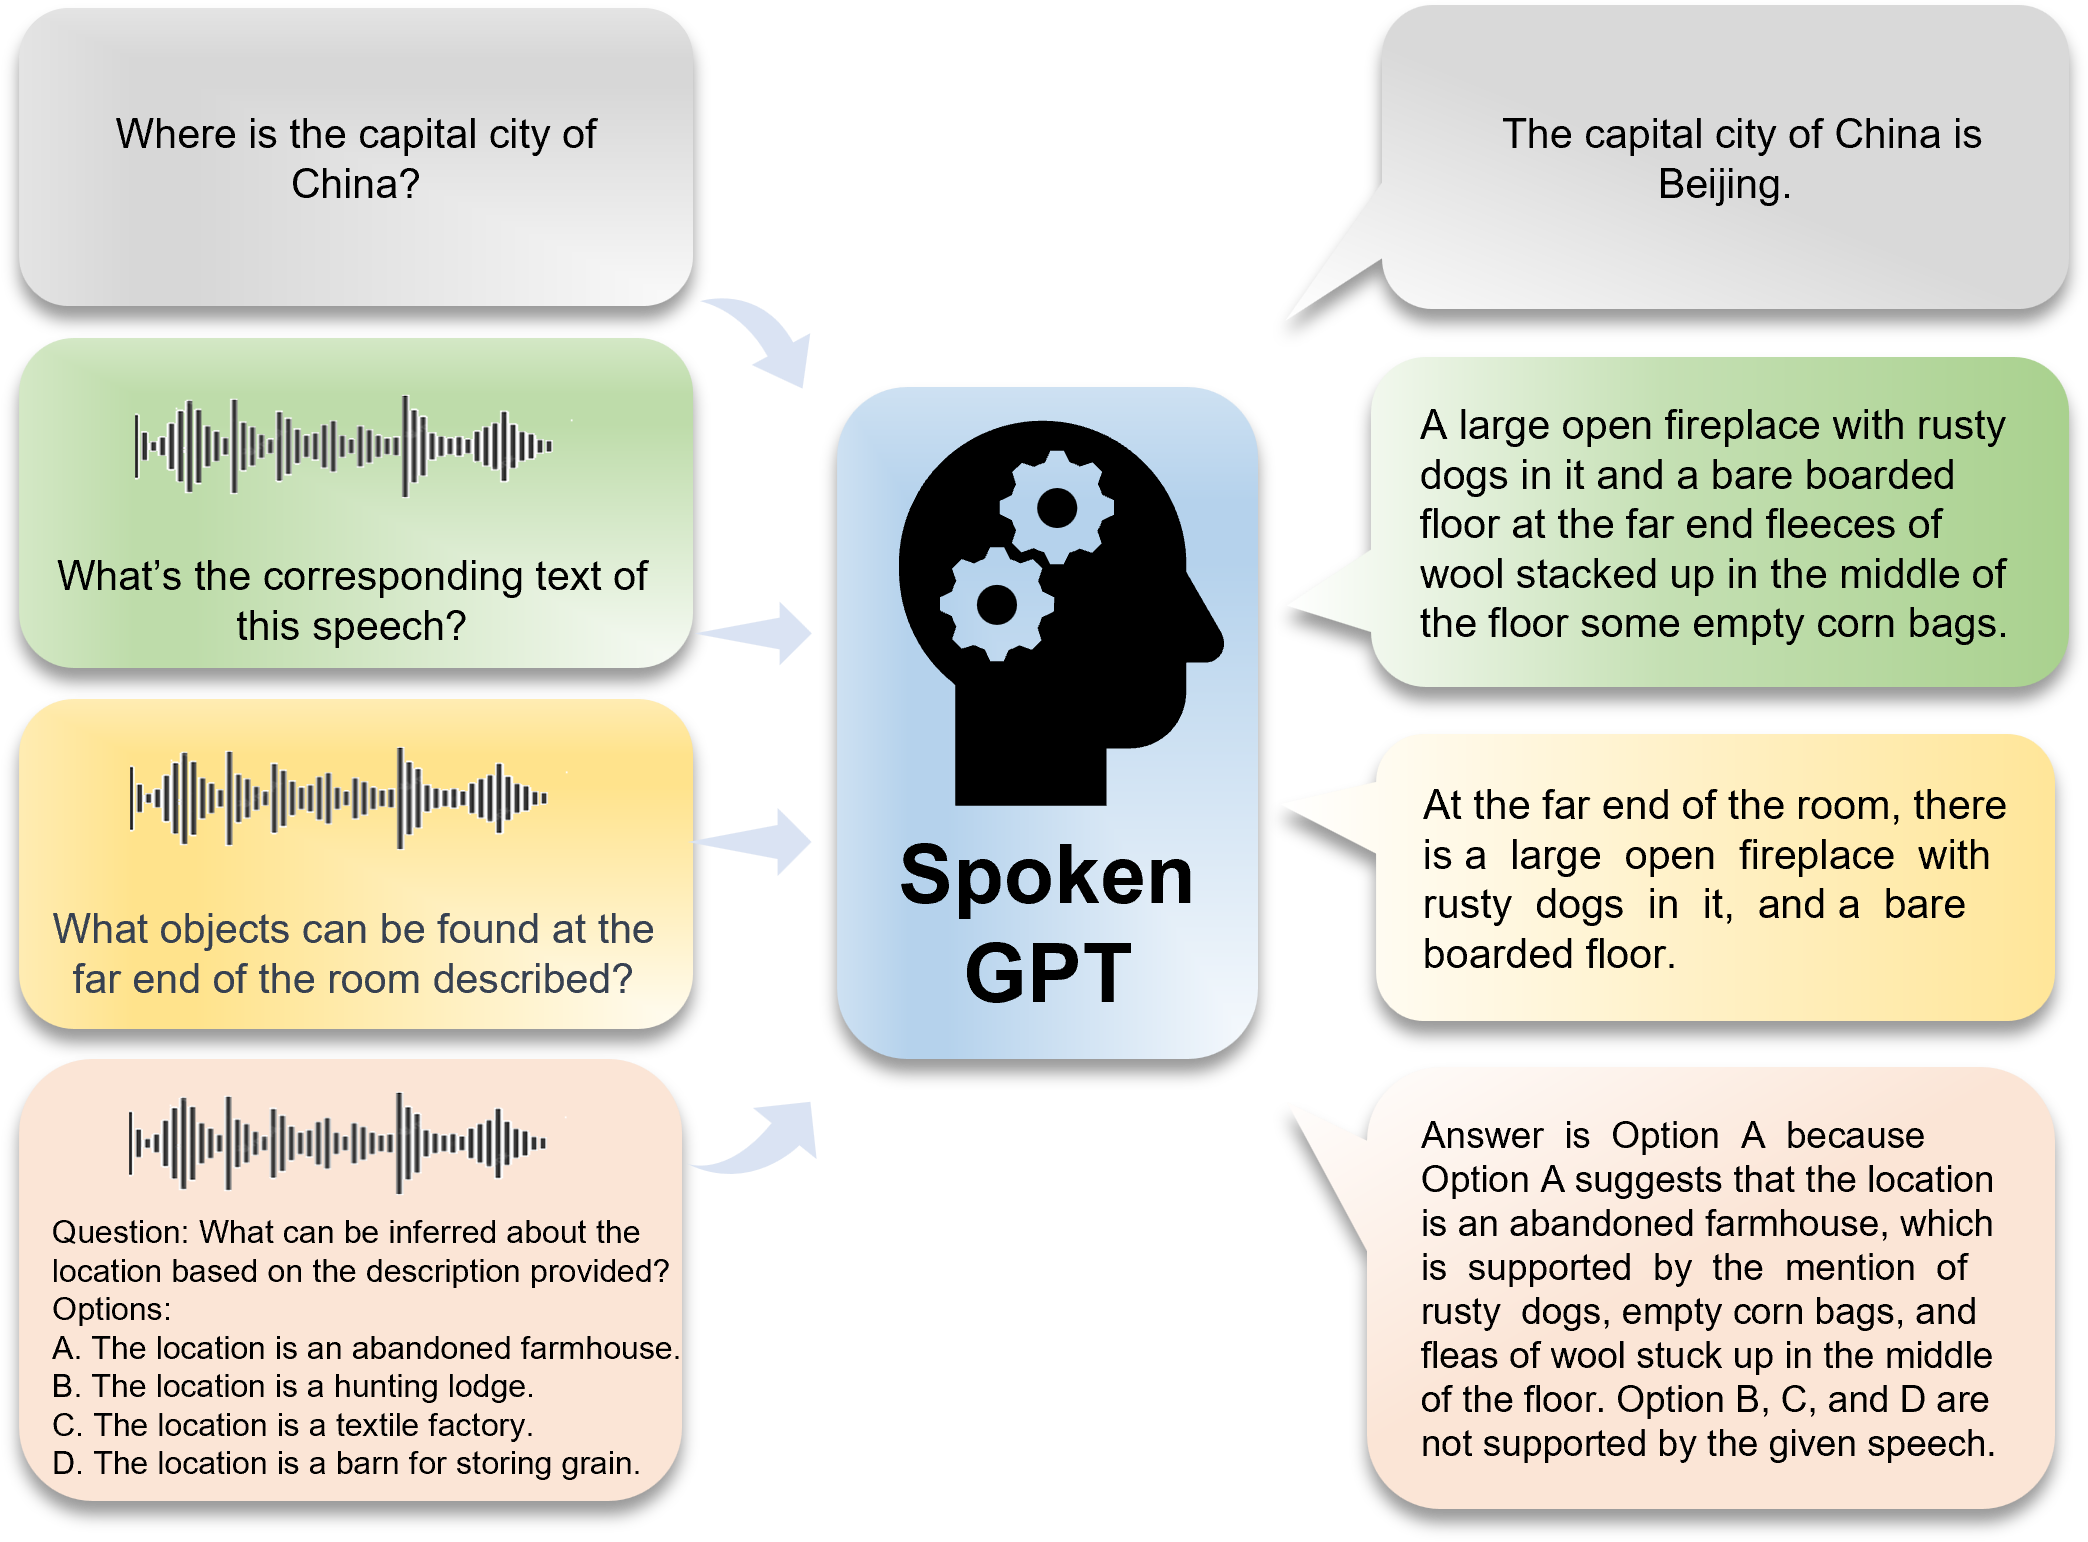 Where is the capital city of
China?
What’s the corresponding text of
this speech?
What objects can be found at the
far end of the room described?
Question: What can be inferred about the
location based on the description provided?
Options:
A. The location is an abandoned farmhouse.
B. The location is a hunting lodge.
C. The location is a textile factory.
D. The location is a barn for storing grain.
Spoken
GPT
The capital city of China is
Beijing.
A large open fireplace with rusty
dogs in it and a bare boarded
floor at the far end fleeces of
wool stacked up in the middle of
the floor some empty corn bags.
At the far end of the room, there
is a large open fireplace with
rusty dogs in it, and a bare
boarded floor.
Answer is Option A because
Option A suggests that the location
is an abandoned farmhouse, which
is supported by the mention of
rusty dogs, empty corn bags, and
fleas of wool stuck up in the middle
of the floor. Option B, C, and D are
not supported by the given speech.